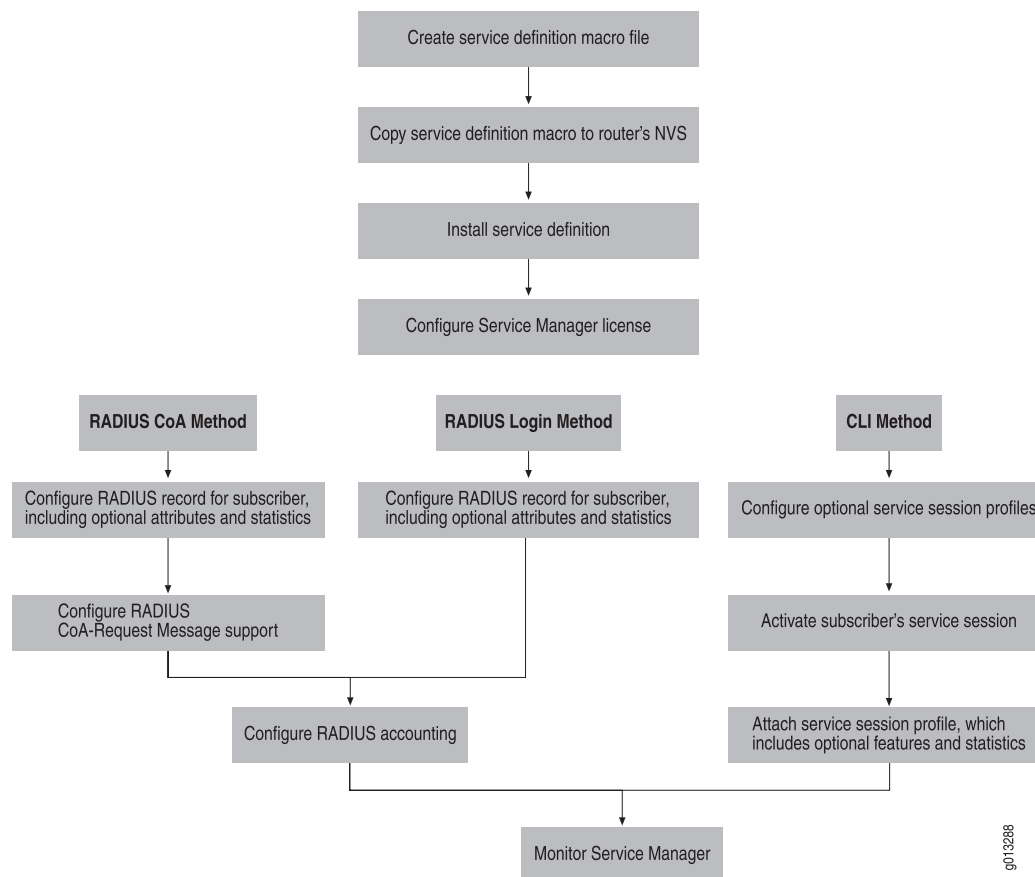 Create service definition macro file
Copy service definition macro to router's NVS
Install service definition
Configure Service Manager license
RADIUS CoA Method
RADIUS Login Method
CLI Method
Configure RADIUS record for subscriber,
including optional attributes and statistics
Configure RADIUS record for subscriber,
including optional attributes and statistics
Configure optional service session profiles
Configure RADIUS
CoA-Request Message support
Activate subscriber's service session
Configure RADIUS accounting
Attach service session profile, which
includes optional features and statistics
Monitor Service Manager
g013288